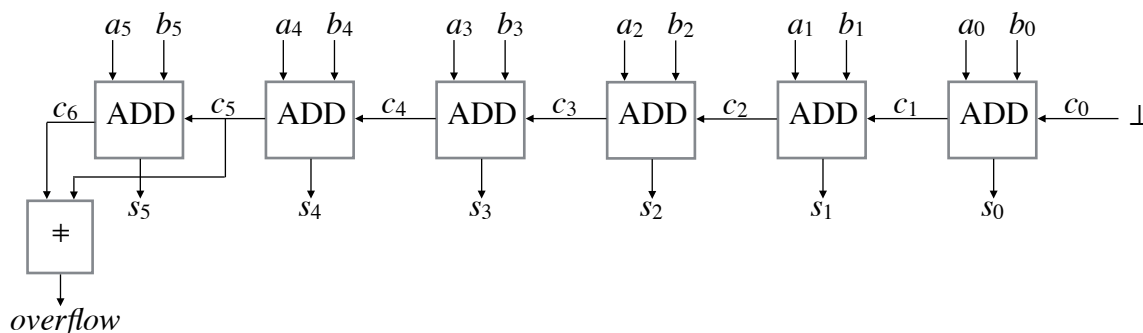 a₅ b₅ a₄ b₄ a₃ b₃ a₂ b₂ a₁ b₁ a₀ b₀
c₆ ADD c₅ ADD c₄ ADD c₃ ADD c₂ ADD c₁ ADD c₀ ⊥
s₅ s₄ s₃ s₂ s₁ s₀
≢
overflow